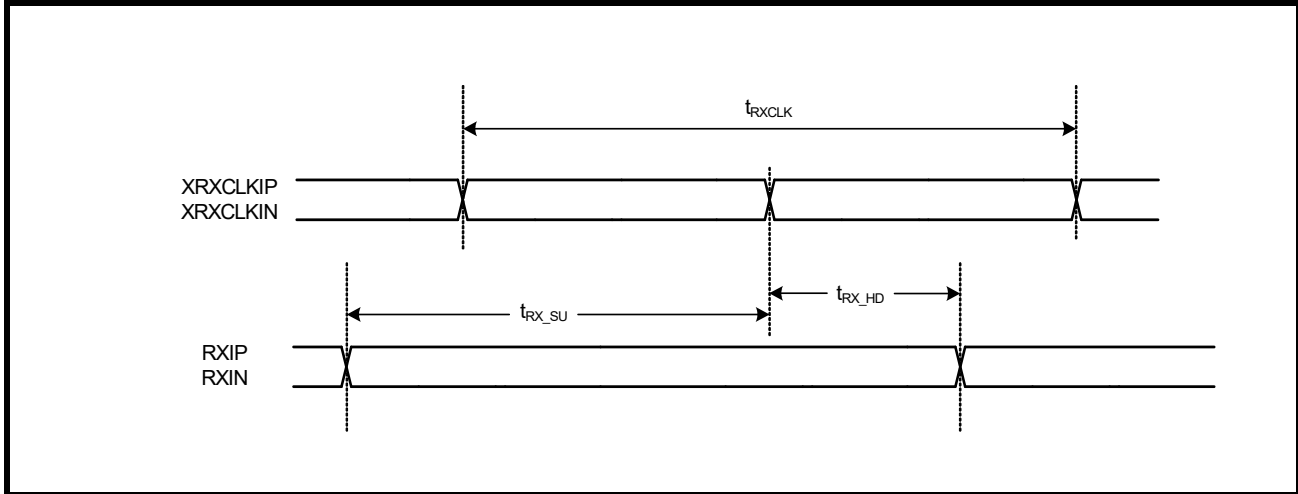 tRXCLK
XRXCLKIP
XRXCLKIN
tRX_HD
tRX_SU
RXIP
RXIN